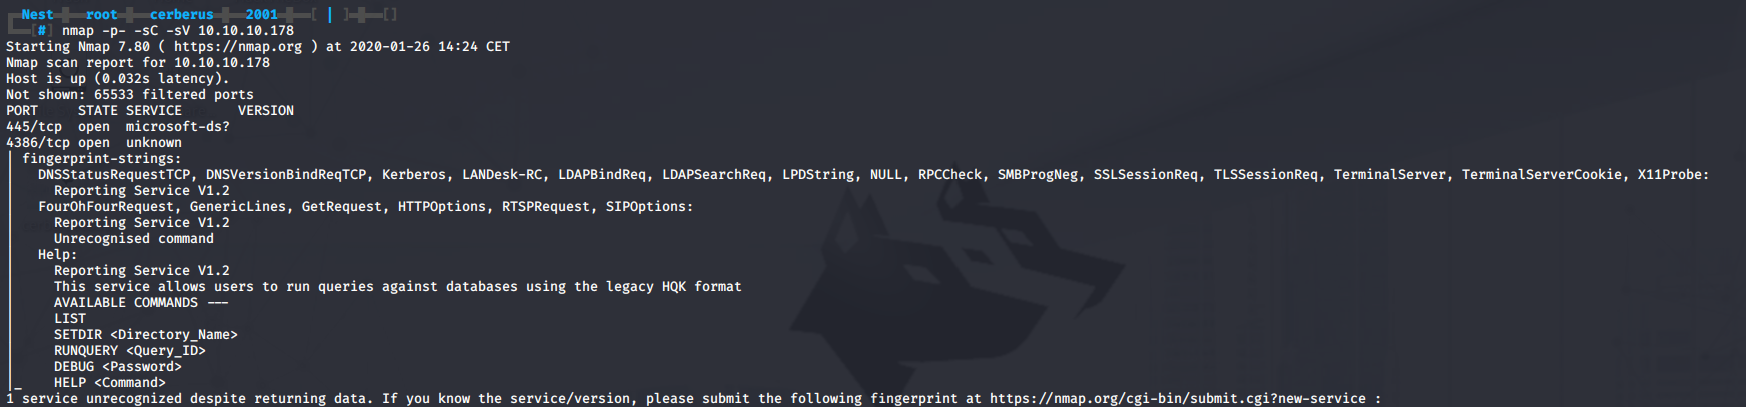 Nest root cerberus 2001 [ | ] []
[#] nmap -p- -sC -sV 10.10.10.178
Starting Nmap 7.80 ( https://nmap.org ) at 2020-01-26 14:24 CET
Nmap scan report for 10.10.10.178
Host is up (0.032s latency).
Not shown: 65533 filtered ports
PORT     STATE SERVICE       VERSION
445/tcp  open  microsoft-ds?
4386/tcp open  unknown
| fingerprint-strings:
|   DNSStatusRequestTCP, DNSVersionBindReqTCP, Kerberos, LANDesk-RC, LDAPBindReq, LDAPSearchReq, LPDString, NULL, RPCCheck, SMBProgNeg, SSLSessionReq, TLSSessionReq, TerminalServer, TerminalServerCookie, X11Probe:
|     Reporting Service V1.2
|   FourOhFourRequest, GenericLines, GetRequest, HTTPOptions, RTSPRequest, SIPOptions:
|     Reporting Service V1.2
|     Unrecognised command
|   Help:
|     Reporting Service V1.2
|     This service allows users to run queries against databases using the legacy HQK format
|     AVAILABLE COMMANDS ---
|     LIST
|     SETDIR <Directory_Name>
|     RUNQUERY <Query_ID>
|     DEBUG <Password>
|_    HELP <Command>
1 service unrecognized despite returning data. If you know the service/version, please submit the following fingerprint at https://nmap.org/cgi-bin/submit.cgi?new-service :